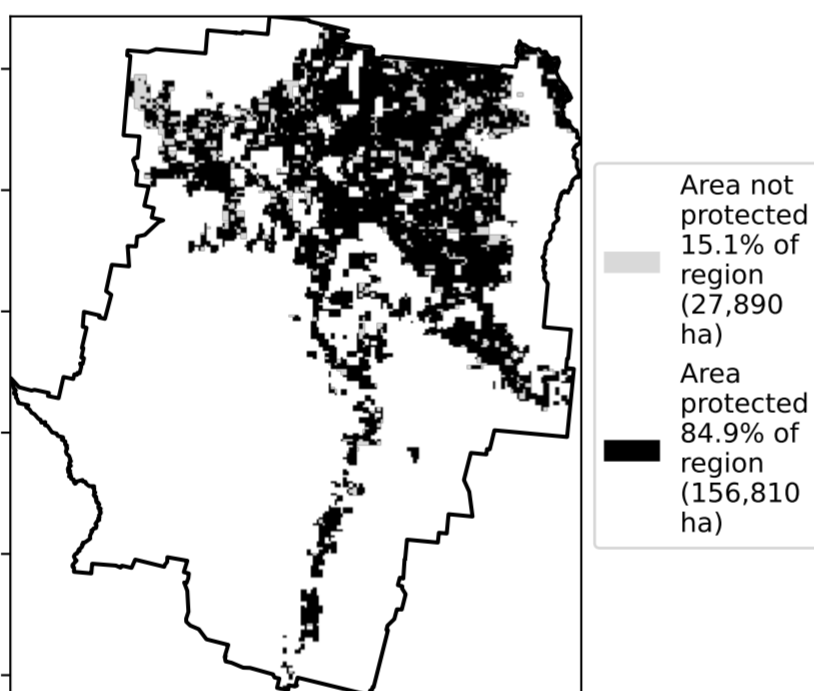 Area not
protected
15.1% of
region
(27,890
ha)
Area
protected
84.9% of
region
(156,810
ha)